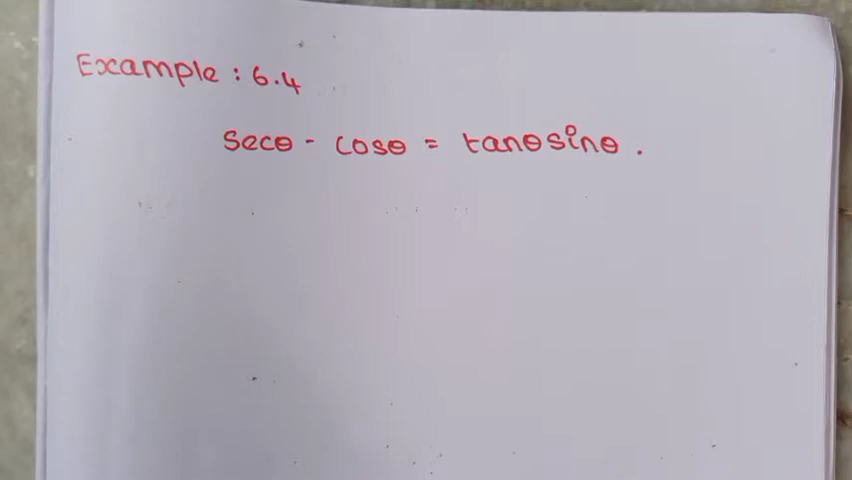 Example : 6.4
secθ - cosθ = tanθsinθ .